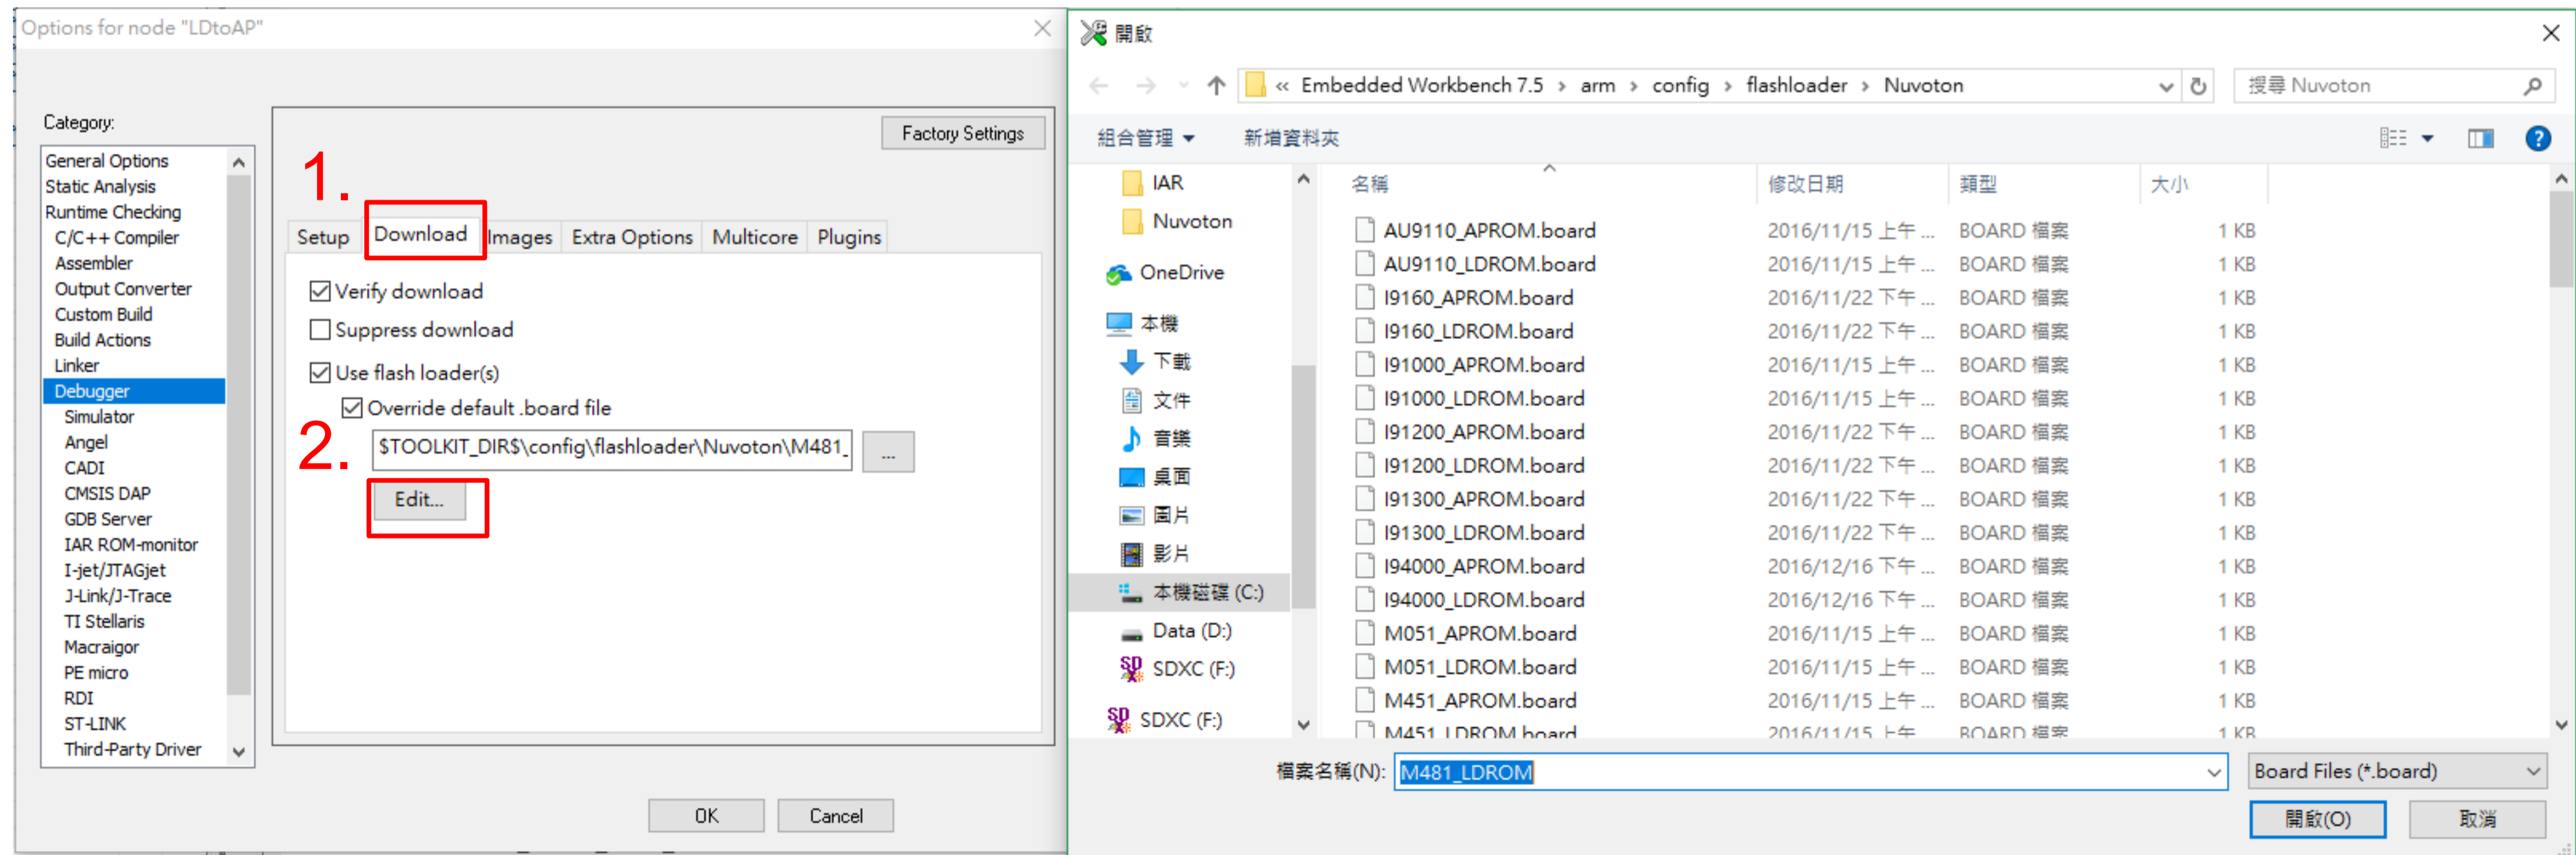 Options for node "LDtoAP"
Category:
General Options
Static Analysis
Runtime Checking
C/C++ Compiler
Assembler
Output Converter
Custom Build
Build Actions
Linker
Debugger
Simulator
Angel
CADI
CMSIS DAP
GDB Server
IAR ROM-monitor
I-jet/JTAGjet
J-Link/J-Trace
TI Stellaris
Macraigor
PE micro
RDI
ST-LINK
Third-Party Driver
Factory Settings
1.
Setup Download Images Extra Options Multicore Plugins
Verify download
Suppress download
Use flash loader(s)
Override default .board file
2.
$TOOLKIT_DIR$\config\flashloader\Nuvoton\M481_ ...
Edit...
OK Cancel
開啟
« Embedded Workbench 7.5 › arm › config › flashloader › Nuvoton 搜尋 Nuvoton
組合管理 新增資料夾
IAR
Nuvoton
OneDrive
本機
下載
文件
音樂
桌面
圖片
影片
本機磁碟 (C:)
Data (D:)
SDXC (F:)
SDXC (F:)
名稱 修改日期 類型 大小
AU9110_APROM.board 2016/11/15 上午 ... BOARD 檔案 1 KB
AU9110_LDROM.board 2016/11/15 上午 ... BOARD 檔案 1 KB
I9160_APROM.board 2016/11/22 下午 ... BOARD 檔案 1 KB
I9160_LDROM.board 2016/11/22 下午 ... BOARD 檔案 1 KB
I91000_APROM.board 2016/11/15 上午 ... BOARD 檔案 1 KB
I91000_LDROM.board 2016/11/15 上午 ... BOARD 檔案 1 KB
I91200_APROM.board 2016/11/22 下午 ... BOARD 檔案 1 KB
I91200_LDROM.board 2016/11/22 下午 ... BOARD 檔案 1 KB
I91300_APROM.board 2016/11/22 下午 ... BOARD 檔案 1 KB
I91300_LDROM.board 2016/11/22 下午 ... BOARD 檔案 1 KB
I94000_APROM.board 2016/12/16 下午 ... BOARD 檔案 1 KB
I94000_LDROM.board 2016/12/16 下午 ... BOARD 檔案 1 KB
M051_APROM.board 2016/11/15 上午 ... BOARD 檔案 1 KB
M051_LDROM.board 2016/11/15 上午 ... BOARD 檔案 1 KB
M451_APROM.board 2016/11/15 上午 ... BOARD 檔案 1 KB
M451_LDROM.board 2016/11/15 上午 ... BOARD 檔案 1 KB
檔案名稱(N): M481_LDROM Board Files (*.board)
開啟(O) 取消